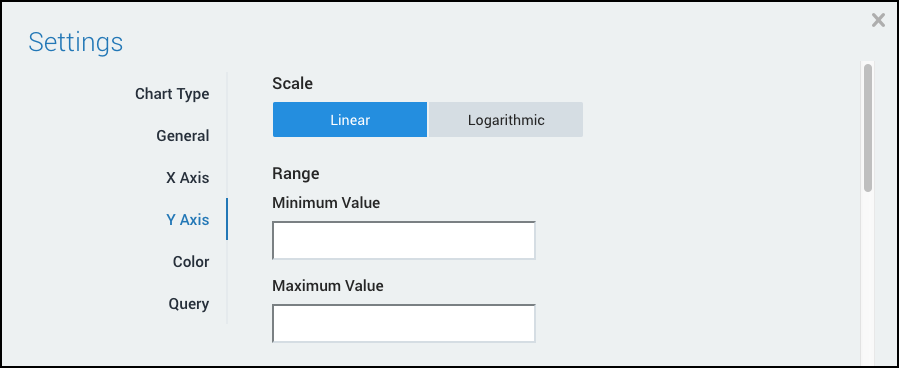 Settings
Chart Type
General
X Axis
Y Axis
Color
Query
Scale
Linear Logarithmic
Range
Minimum Value
Maximum Value